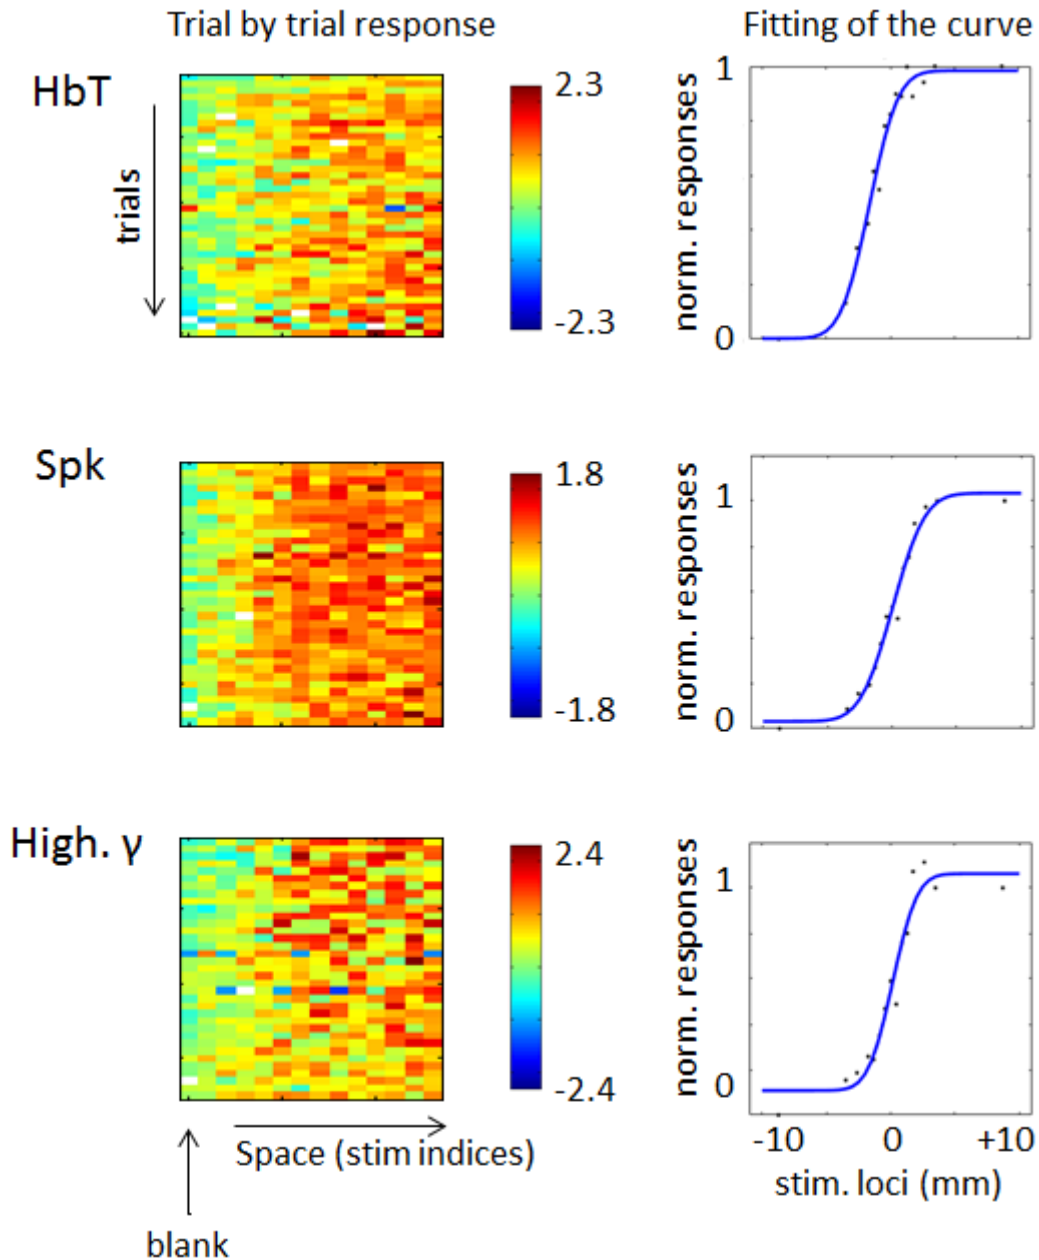 Trial by trial response
Fitting of the curve
HbT
trials
2.3
-2.3
norm. responses
1
0
Spk
1.8
-1.8
norm. responses
1
0
High. γ
2.4
-2.4
norm. responses
1
0
-10 0 +10
stim. loci (mm)
Space (stim indices)
blank